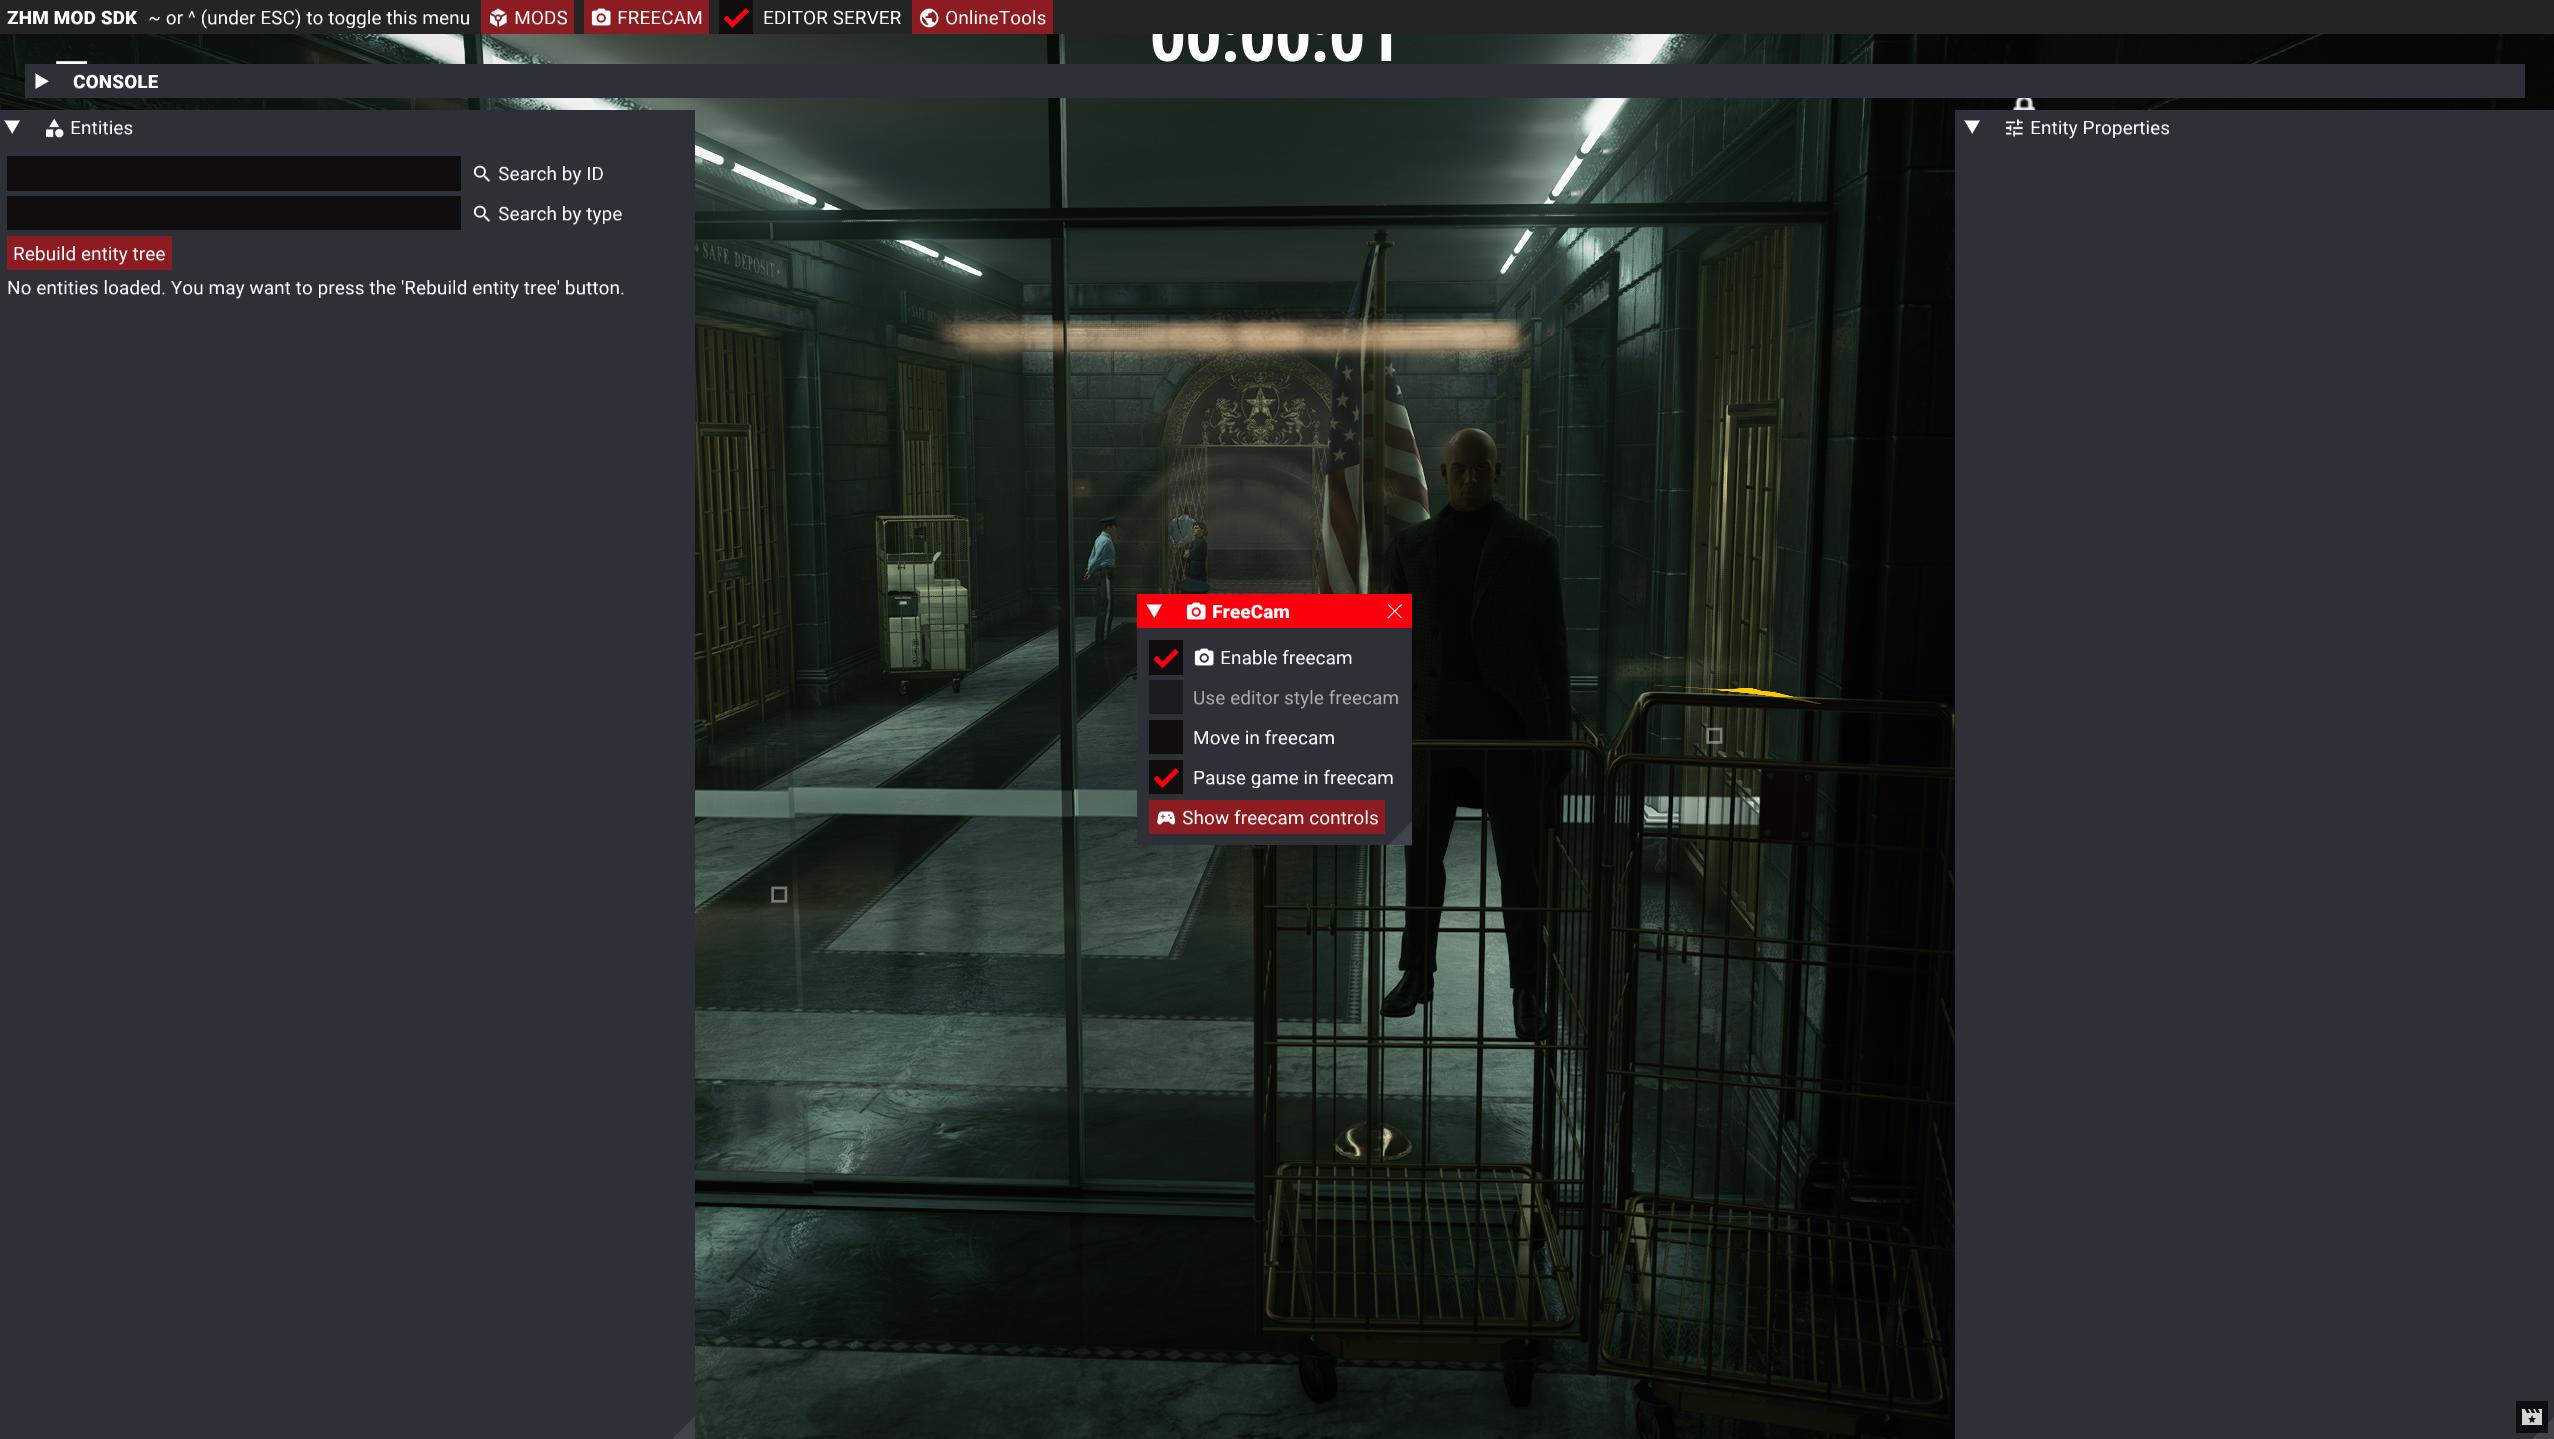 ZHM MOD SDK ~ or ^ (under ESC) to toggle this menu MODS FREECAM EDITOR SERVER OnlineTools
00:00:01
CONSOLE
Entities
Entity Properties
Search by ID
Search by type
Rebuild entity tree
No entities loaded. You may want to press the 'Rebuild entity tree' button.
SAFE DEPOSIT
FreeCam
Enable freecam
Use editor style freecam
Move in freecam
Pause game in freecam
Show freecam controls